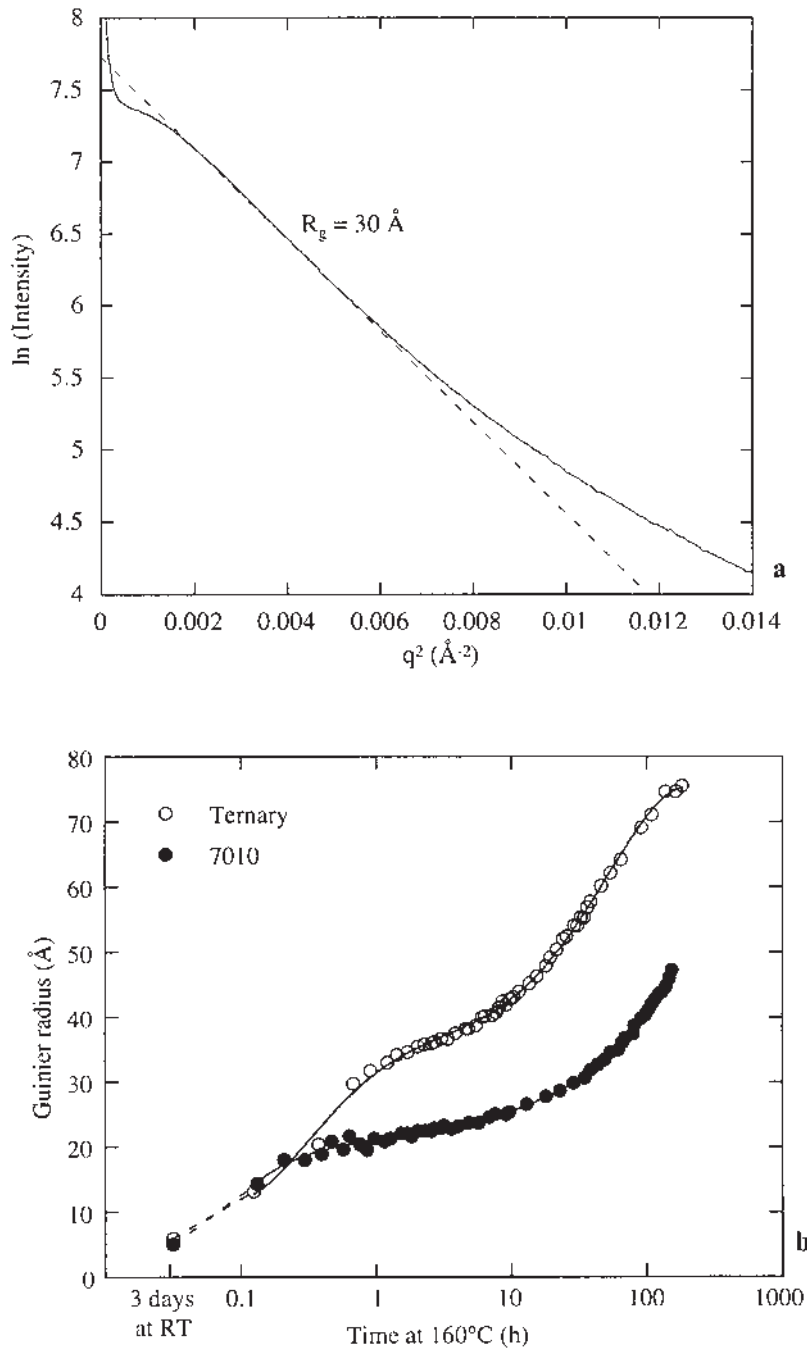 8
7.5
7
6.5
6
5.5
5
4.5
4
ln (Intensity)
R_g = 30 Å
0 0.002 0.004 0.006 0.008 0.01 0.012 0.014
q² (Å⁻²)
a
80
70
60
50
40
30
20
10
0
Guinier radius (Å)
Ternary
7010
3 days at RT
0.1 1 10 100 1000
Time at 160°C (h)
b